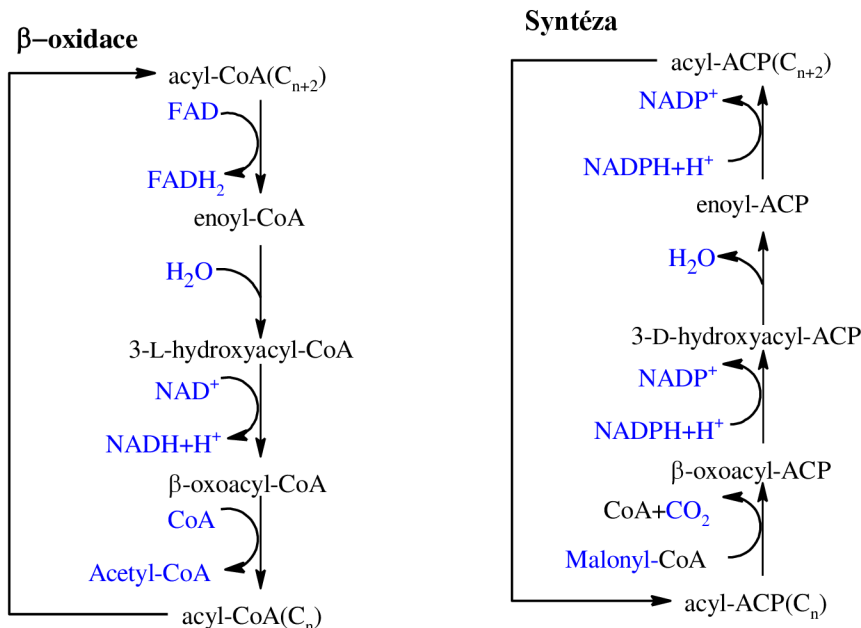 β–oxidace
acyl-CoA(Cn+2)
FAD
FADH2
enoyl-CoA
H2O
3-L-hydroxyacyl-CoA
NAD+
NADH+H+
β-oxoacyl-CoA
CoA
Acetyl-CoA
acyl-CoA(Cn)
Syntéza
acyl-ACP(Cn+2)
NADP+
NADPH+H+
enoyl-ACP
H2O
3-D-hydroxyacyl-ACP
NADP+
NADPH+H+
β-oxoacyl-ACP
CoA+CO2
Malonyl-CoA
acyl-ACP(Cn)